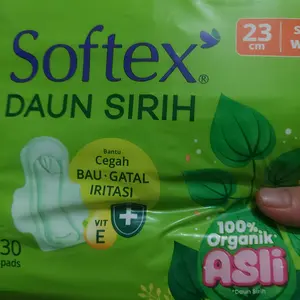 Softex®
23
cm
DAUN SIRIH
Bantu
Cegah
BAU · GATAL
IRITASI
VIT
E
30
pads
100%
Organik*
Asli
*Daun Sirih